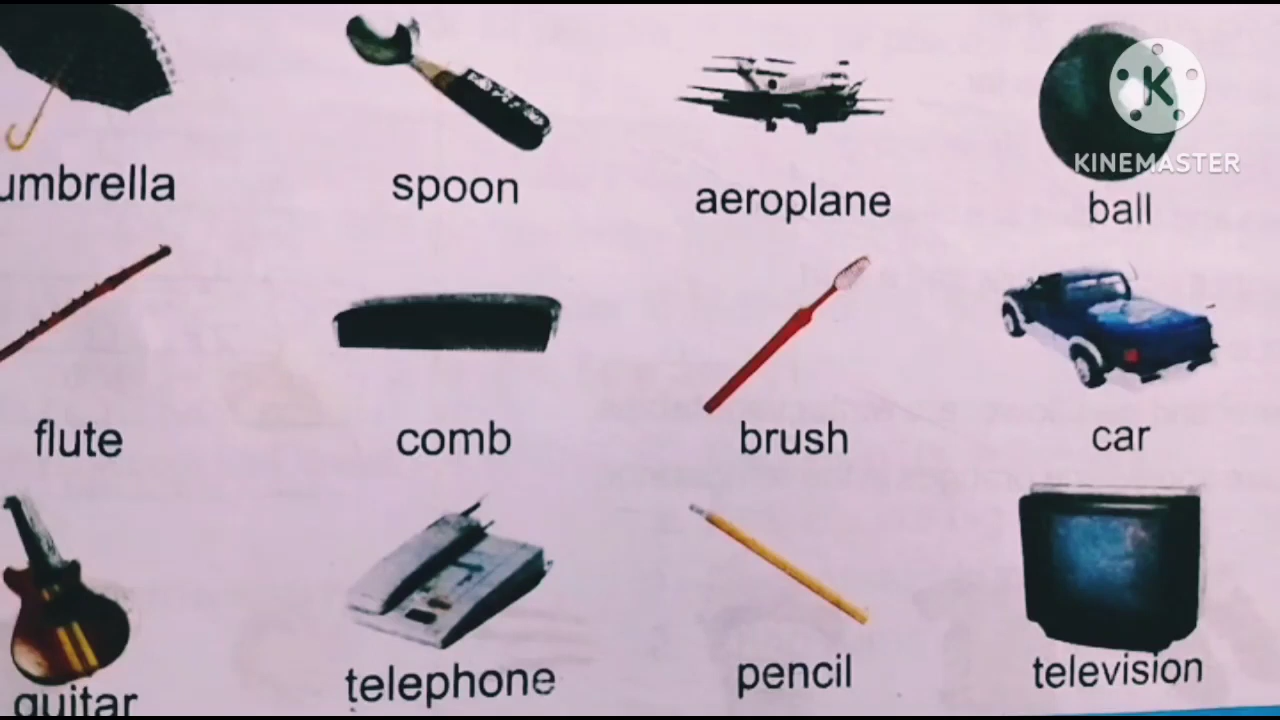 K
KINEMASTER
umbrella
spoon
aeroplane
ball
flute
comb
brush
car
guitar
telephone
pencil
television